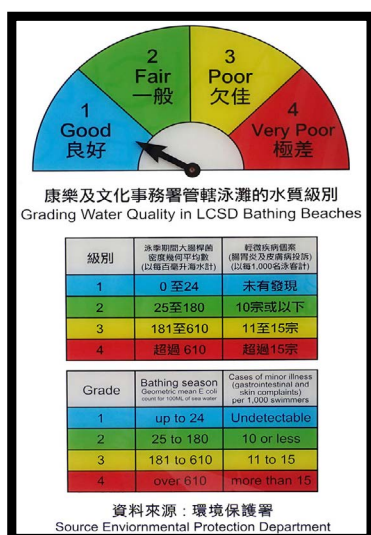 1
Good
良好
2
Fair
一般
3
Poor
欠佳
4
Very Poor
極差
康樂及文化事務署管轄泳灘的水質級別
Grading Water Quality in LCSD Bathing Beaches
級別
泳季期間大腸桿菌
密度幾何平均數
(以每百毫升海水計)
輕微疾病個案
(腸胃炎及皮膚病投訴)
(以每1,000名泳客計)
1 0 至24 未有發現
2 25至180 10宗或以下
3 181至610 11至15宗
4 超過 610 超過15宗
Grade
Bathing season
Geometric mean E coli
count for 100ML of sea water
Cases of minor illness
(gastrointestinal and
skin complaints)
per 1,000 swimmers
1 up to 24 Undetectable
2 25 to 180 10 or less
3 181 to 610 11 to 15
4 over 610 more than 15
資料來源：環境保護署
Source Enviornmental Protection Department